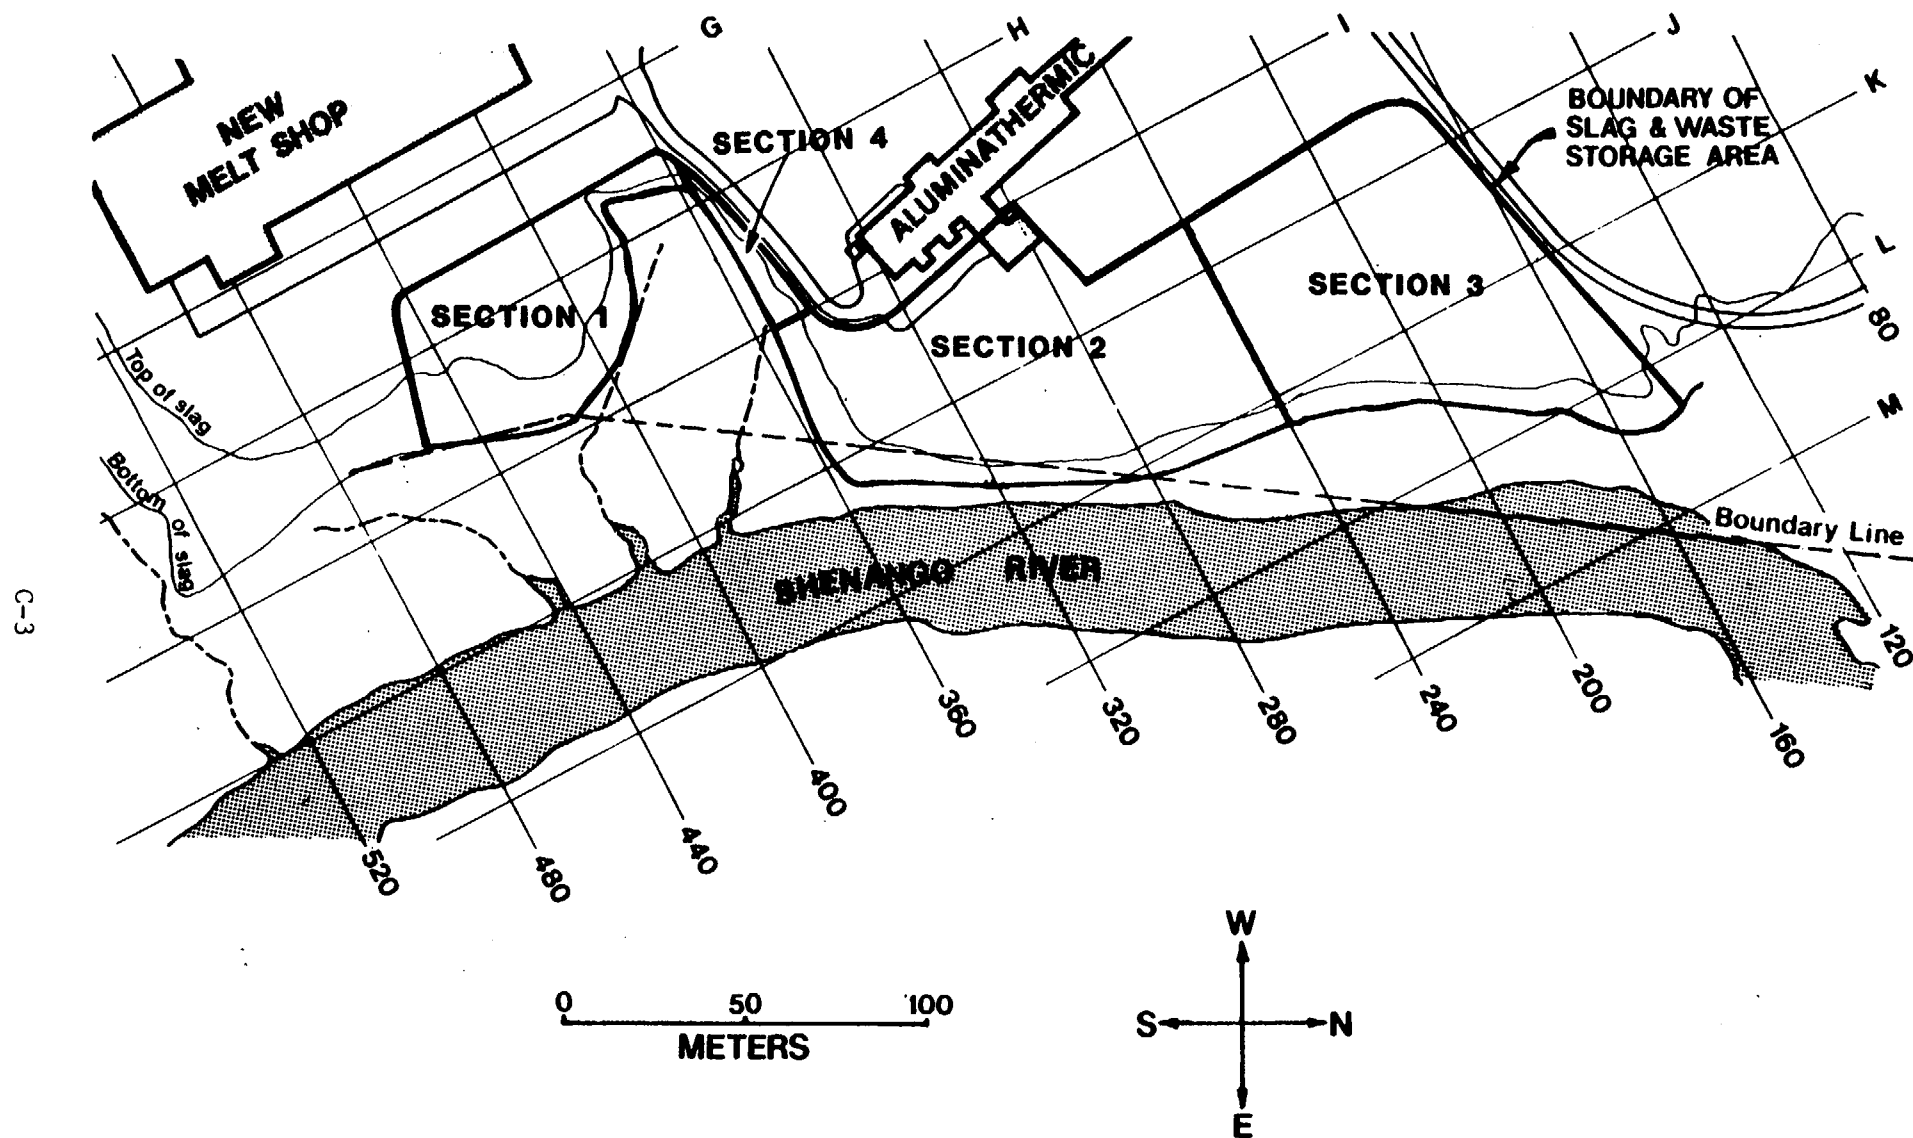 G
H
I
J
K
L
80
M
NEW
MELT SHOP
SECTION 4
ALUMINATHERMIC
BOUNDARY OF
SLAG & WASTE
STORAGE AREA
SECTION 1
SECTION 2
SECTION 3
Top of slag
Bottom of slag
Boundary Line
SHENANGO RIVER
C-3
520
480
440
400
360
320
280
240
200
160
120
0 50 100
METERS
W
S N
E